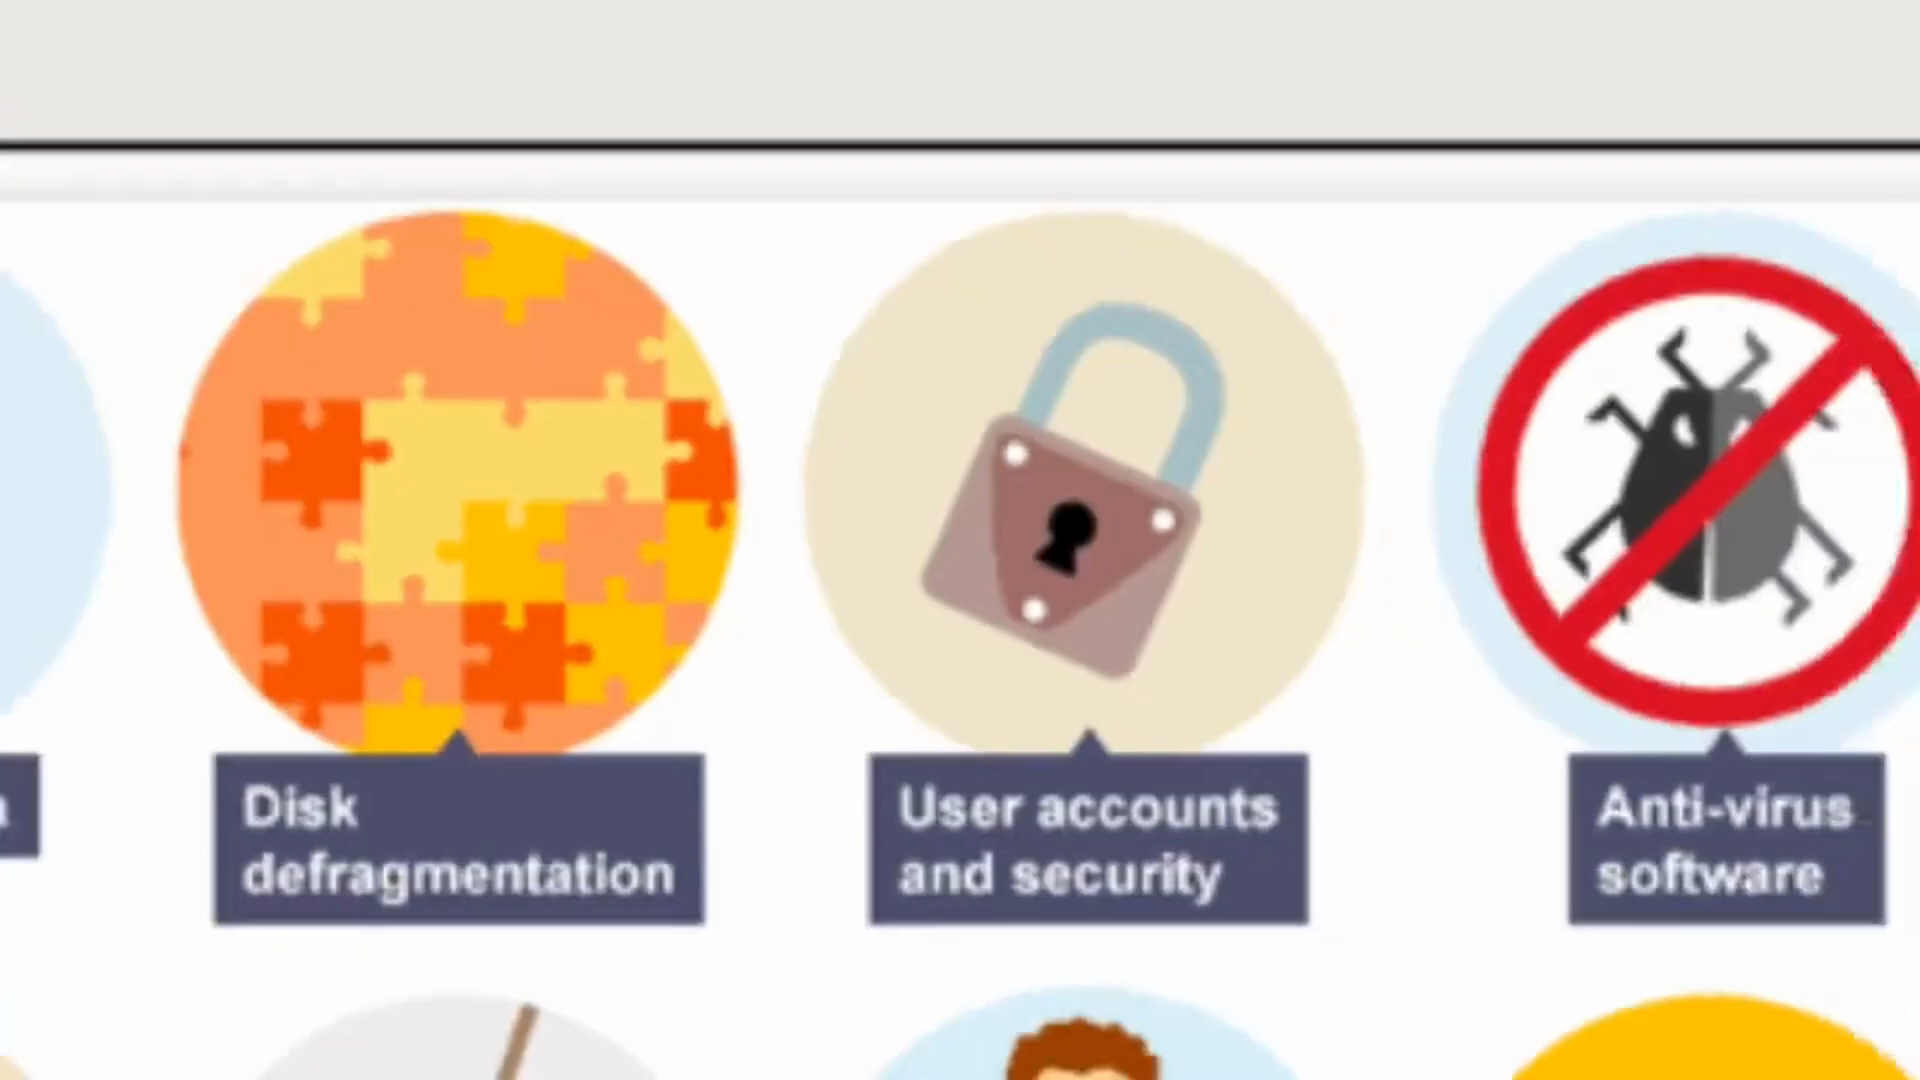 Disk
defragmentation
User accounts
and security
Anti-virus
software